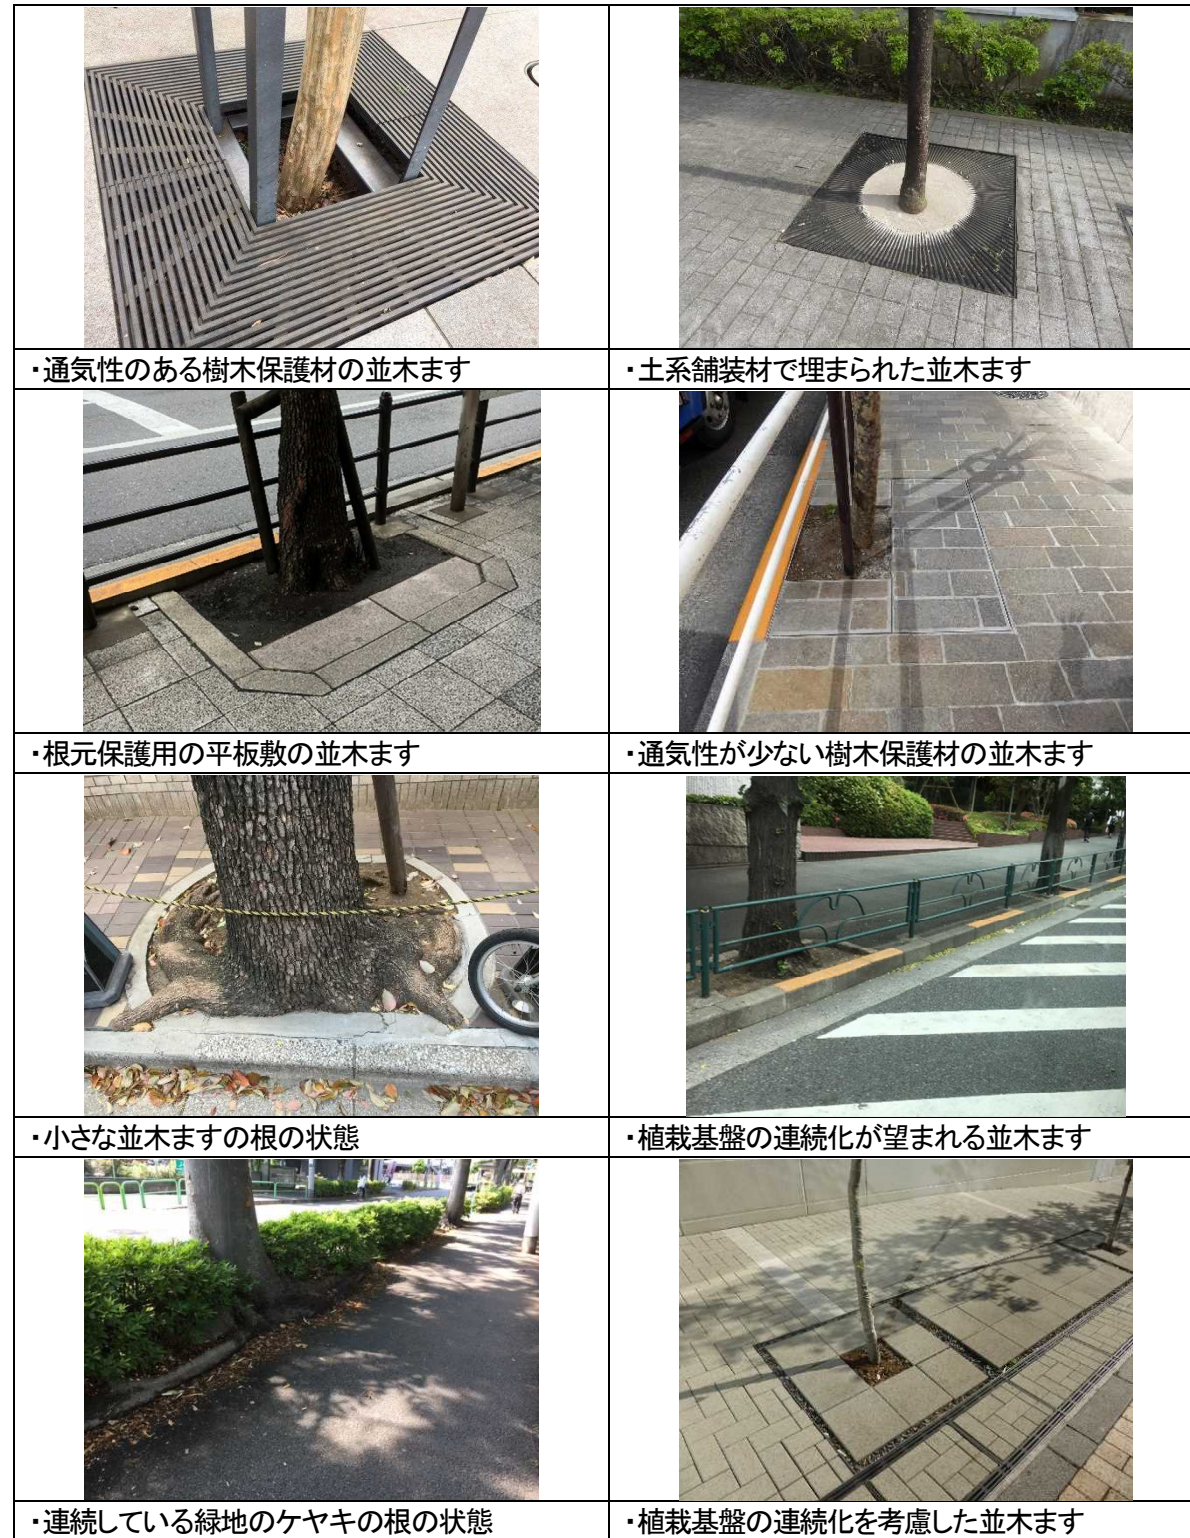 ・通気性のある樹木保護材の並木ます
・土系舗装材で埋まられた並木ます
・根元保護用の平板敷の並木ます
・通気性が少ない樹木保護材の並木ます
・小さな並木ますの根の状態
・植栽基盤の連続化が望まれる並木ます
・連続している緑地のケヤキの根の状態
・植栽基盤の連続化を考慮した並木ます